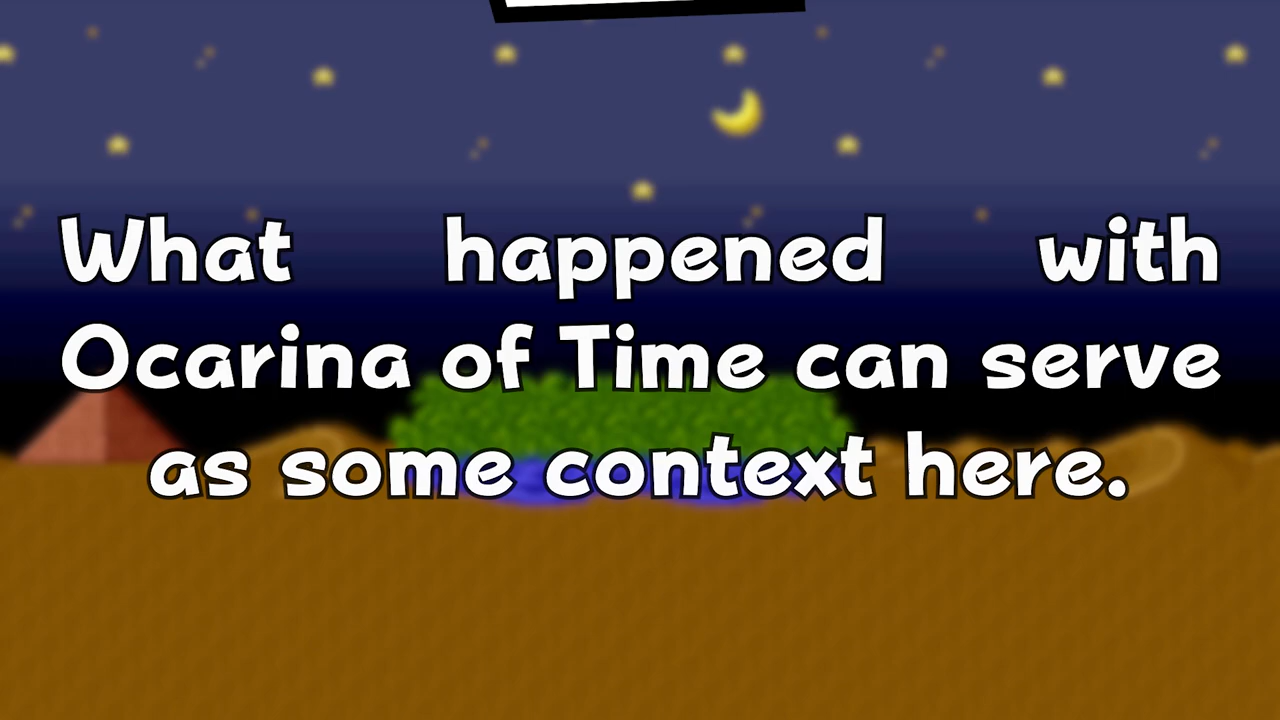 What happened with
Ocarina of Time can serve
as some context here.